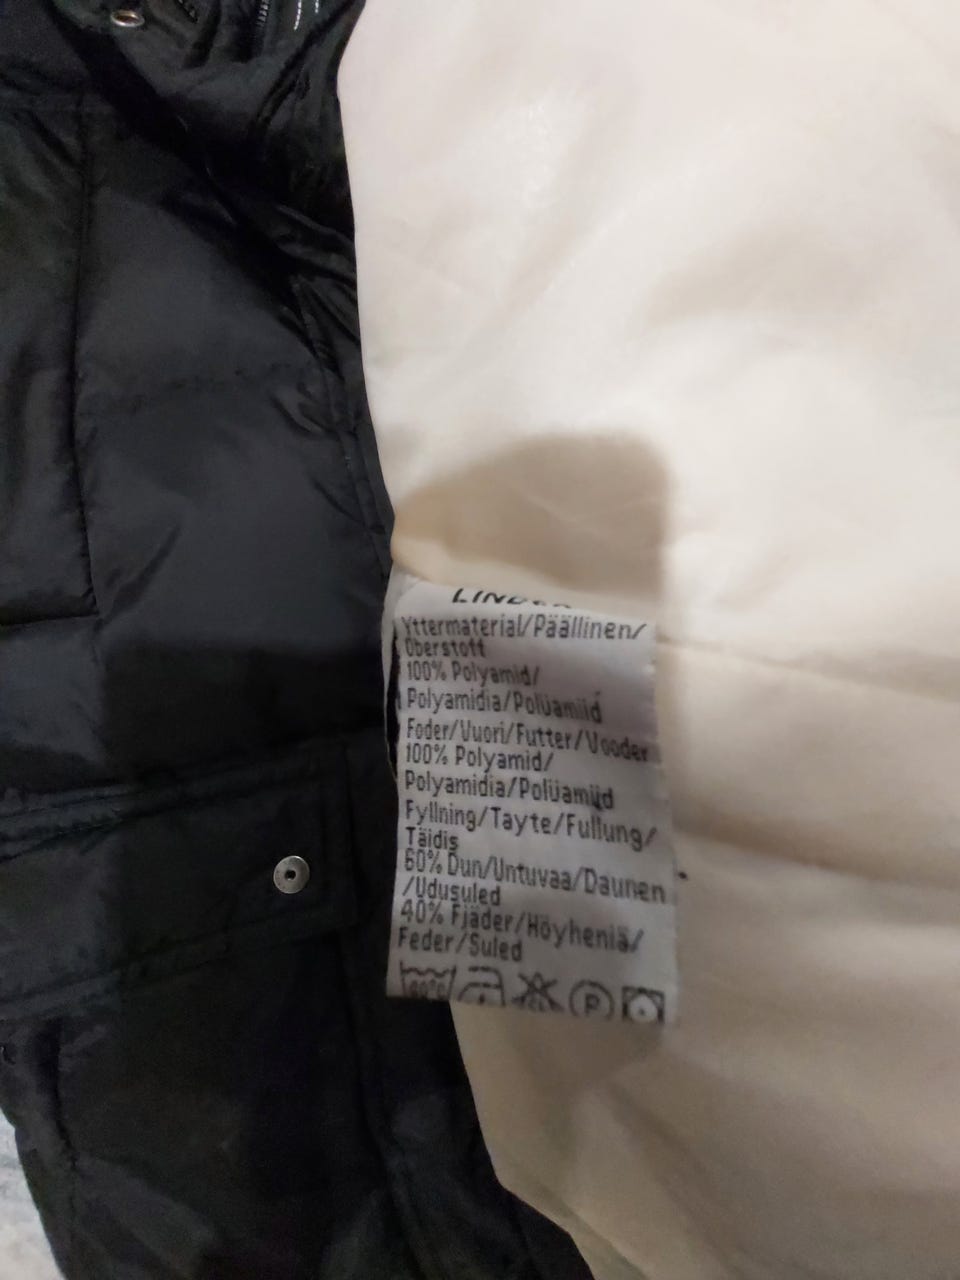 Yttermaterial/Päällinen/
Oberstoff
100% Polyamid/
Polyamidia/Polüamiid
Foder/Vuori/Futter/Vooder
100% Polyamid/
Polyamidia/Polüamiid
Fyllning/Tayte/Fullung/
Täidis
60% Dun/Untuvaa/Daunen
/Udusuled
40% Fjäder/Höyheniä/
Feder/Suled
P